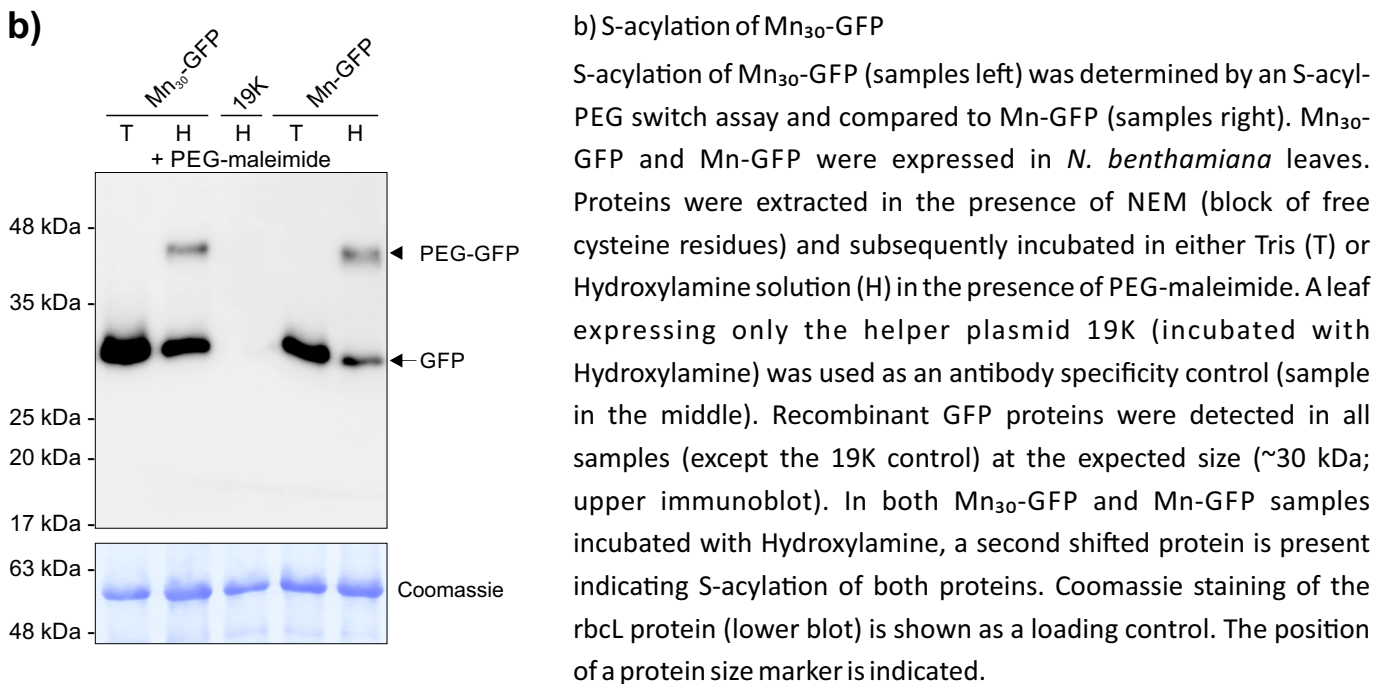 b)
Mn₃₀-GFP 19K Mn-GFP
T H H T H
+ PEG-maleimide
48 kDa
35 kDa
25 kDa
20 kDa
17 kDa
PEG-GFP
GFP
63 kDa
48 kDa
Coomassie
b) S-acylation of Mn₃₀-GFP
S-acylation of Mn₃₀-GFP (samples left) was determined by an S-acyl-
PEG switch assay and compared to Mn-GFP (samples right). Mn₃₀-
GFP and Mn-GFP were expressed in N. benthamiana leaves.
Proteins were extracted in the presence of NEM (block of free
cysteine residues) and subsequently incubated in either Tris (T) or
Hydroxylamine solution (H) in the presence of PEG-maleimide. A leaf
expressing only the helper plasmid 19K (incubated with
Hydroxylamine) was used as an antibody specificity control (sample
in the middle). Recombinant GFP proteins were detected in all
samples (except the 19K control) at the expected size (~30 kDa;
upper immunoblot). In both Mn₃₀-GFP and Mn-GFP samples
incubated with Hydroxylamine, a second shifted protein is present
indicating S-acylation of both proteins. Coomassie staining of the
rbcL protein (lower blot) is shown as a loading control. The position
of a protein size marker is indicated.